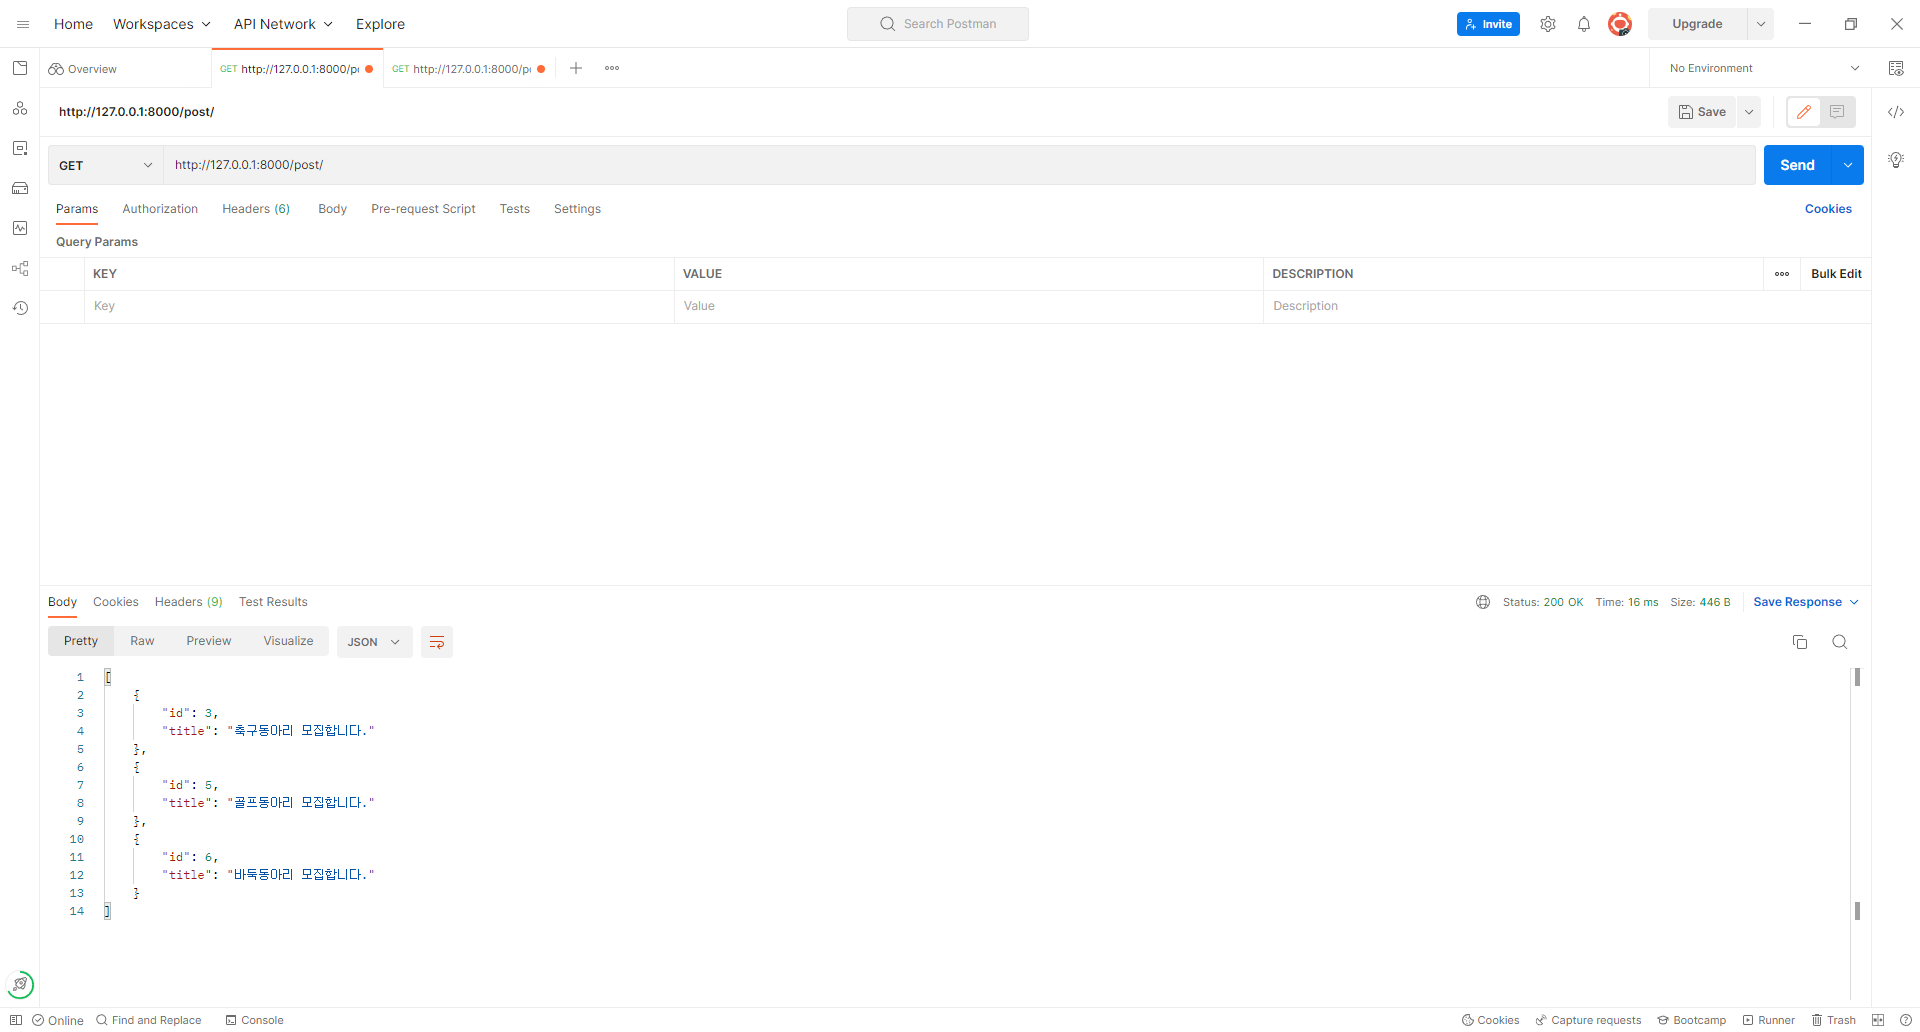 Home Workspaces API Network Explore Search Postman Invite Upgrade
Overview GET http://127.0.0.1:8000/p GET http://127.0.0.1:8000/p No Environment
http://127.0.0.1:8000/post/ Save
GET http://127.0.0.1:8000/post/ Send
Params Authorization Headers (6) Body Pre-request Script Tests Settings Cookies
Query Params
KEY VALUE DESCRIPTION Bulk Edit
Key Value Description
Body Cookies Headers (9) Test Results Status: 200 OK Time: 16 ms Size: 446 B Save Response
Pretty Raw Preview Visualize JSON
1 [
2 {
3 "id": 3,
4 "title": "축구동아리 모집합니다."
5 },
6 {
7 "id": 5,
8 "title": "골프동아리 모집합니다."
9 },
10 {
11 "id": 6,
12 "title": "바둑동아리 모집합니다."
13 }
14 ]
Online Find and Replace Console Cookies Capture requests Bootcamp Runner Trash